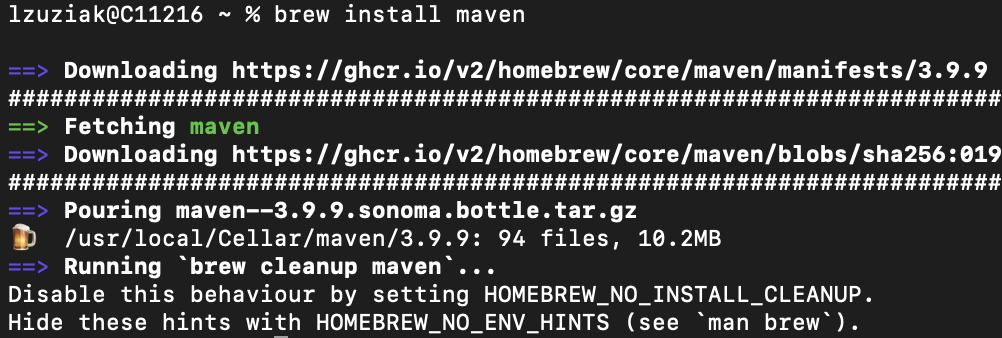 lzuziak@C11216 ~ % brew install maven
==> Downloading https://ghcr.io/v2/homebrew/core/maven/manifests/3.9.9
#########################################################################
==> Fetching maven
==> Downloading https://ghcr.io/v2/homebrew/core/maven/blobs/sha256:019
#########################################################################
==> Pouring maven--3.9.9.sonoma.bottle.tar.gz
🍺  /usr/local/Cellar/maven/3.9.9: 94 files, 10.2MB
==> Running `brew cleanup maven`...
Disable this behaviour by setting HOMEBREW_NO_INSTALL_CLEANUP.
Hide these hints with HOMEBREW_NO_ENV_HINTS (see `man brew`).